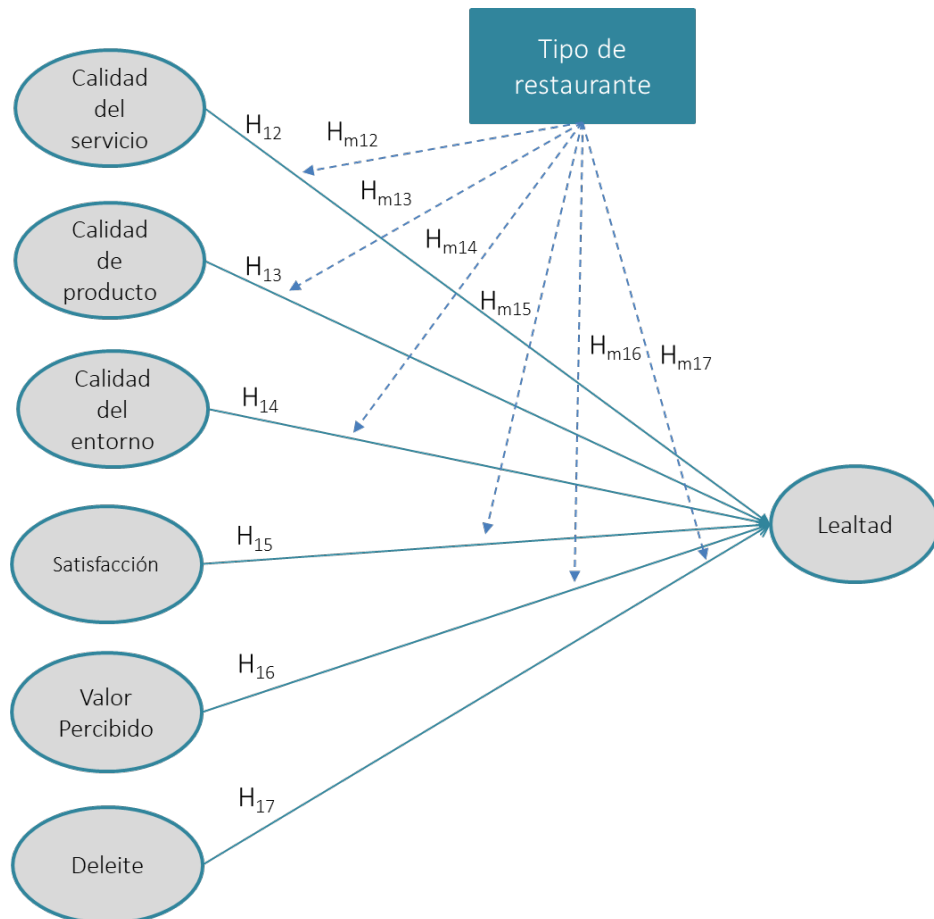 Tipo de
restaurante
Calidad
del
servicio
H12
Hm12
Hm13
Calidad
de
producto
H13
Hm14
Hm15
Hm16
Hm17
Calidad
del
entorno
H14
Lealtad
Satisfacción
H15
Valor
Percibido
H16
Deleite
H17